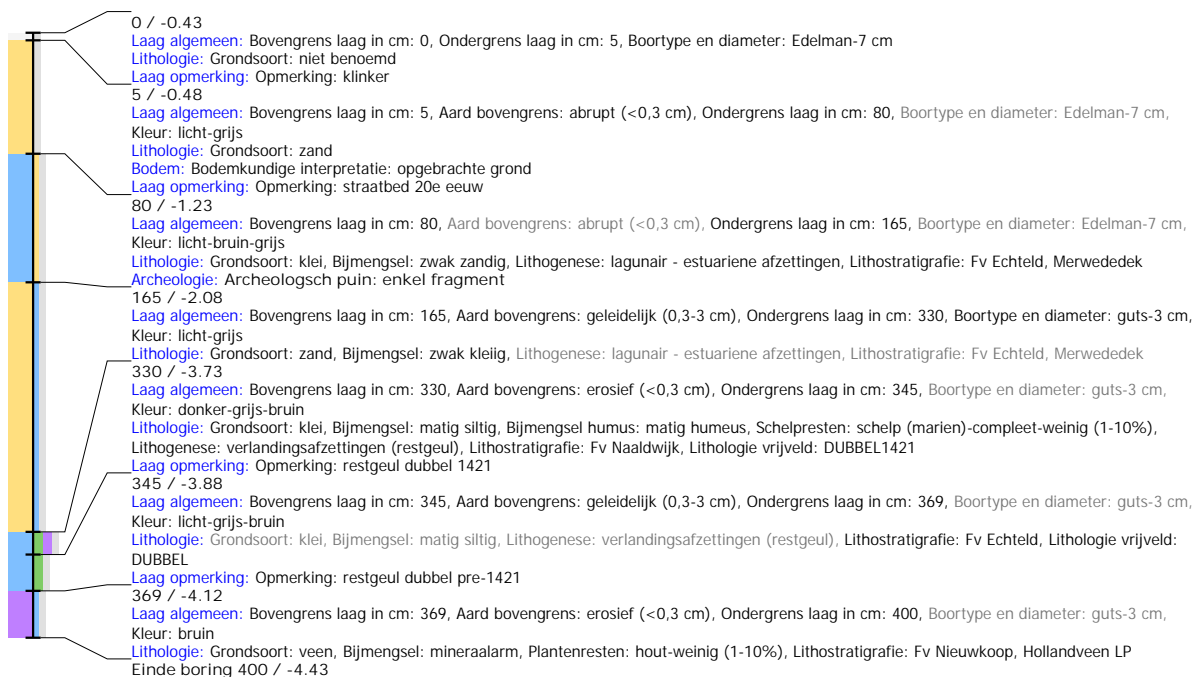 0 / -0.43
Laag algemeen: Bovengrens laag in cm: 0, Ondergrens laag in cm: 5, Boortype en diameter: Edelman-7 cm
Lithologie: Grondsoort: niet benoemd
Laag opmerking: Opmerking: klinker
5 / -0.48
Laag algemeen: Bovengrens laag in cm: 5, Aard bovengrens: abrupt (<0,3 cm), Ondergrens laag in cm: 80, Boortype en diameter: Edelman-7 cm,
Kleur: licht-grijs
Lithologie: Grondsoort: zand
Bodem: Bodemkundige interpretatie: opgebrachte grond
Laag opmerking: Opmerking: straatbed 20e eeuw
80 / -1.23
Laag algemeen: Bovengrens laag in cm: 80, Aard bovengrens: abrupt (<0,3 cm), Ondergrens laag in cm: 165, Boortype en diameter: Edelman-7 cm,
Kleur: licht-bruin-grijs
Lithologie: Grondsoort: klei, Bijmengsel: zwak zandig, Lithogenese: lagunair - estuariene afzettingen, Lithostratigrafie: Fv Echteld, Merwededek
Archeologie: Archeologsch puin: enkel fragment
165 / -2.08
Laag algemeen: Bovengrens laag in cm: 165, Aard bovengrens: geleidelijk (0,3-3 cm), Ondergrens laag in cm: 330, Boortype en diameter: guts-3 cm,
Kleur: licht-grijs
Lithologie: Grondsoort: zand, Bijmengsel: zwak kleiig, Lithogenese: lagunair - estuariene afzettingen, Lithostratigrafie: Fv Echteld, Merwededek
330 / -3.73
Laag algemeen: Bovengrens laag in cm: 330, Aard bovengrens: erosief (<0,3 cm), Ondergrens laag in cm: 345, Boortype en diameter: guts-3 cm,
Kleur: donker-grijs-bruin
Lithologie: Grondsoort: klei, Bijmengsel: matig siltig, Bijmengsel humus: matig humeus, Schelpresten: schelp (marien)-compleet-weinig (1-10%),
Lithogenese: verlandingsafzettingen (restgeul), Lithostratigrafie: Fv Naaldwijk, Lithologie vrijveld: DUBBEL1421
Laag opmerking: Opmerking: restgeul dubbel 1421
345 / -3.88
Laag algemeen: Bovengrens laag in cm: 345, Aard bovengrens: geleidelijk (0,3-3 cm), Ondergrens laag in cm: 369, Boortype en diameter: guts-3 cm,
Kleur: licht-grijs-bruin
Lithologie: Grondsoort: klei, Bijmengsel: matig siltig, Lithogenese: verlandingsafzettingen (restgeul), Lithostratigrafie: Fv Echteld, Lithologie vrijveld:
DUBBEL
Laag opmerking: Opmerking: restgeul dubbel pre-1421
369 / -4.12
Laag algemeen: Bovengrens laag in cm: 369, Aard bovengrens: erosief (<0,3 cm), Ondergrens laag in cm: 400, Boortype en diameter: guts-3 cm,
Kleur: bruin
Lithologie: Grondsoort: veen, Bijmengsel: mineraalarm, Plantenresten: hout-weinig (1-10%), Lithostratigrafie: Fv Nieuwkoop, Hollandveen LP
Einde boring 400 / -4.43